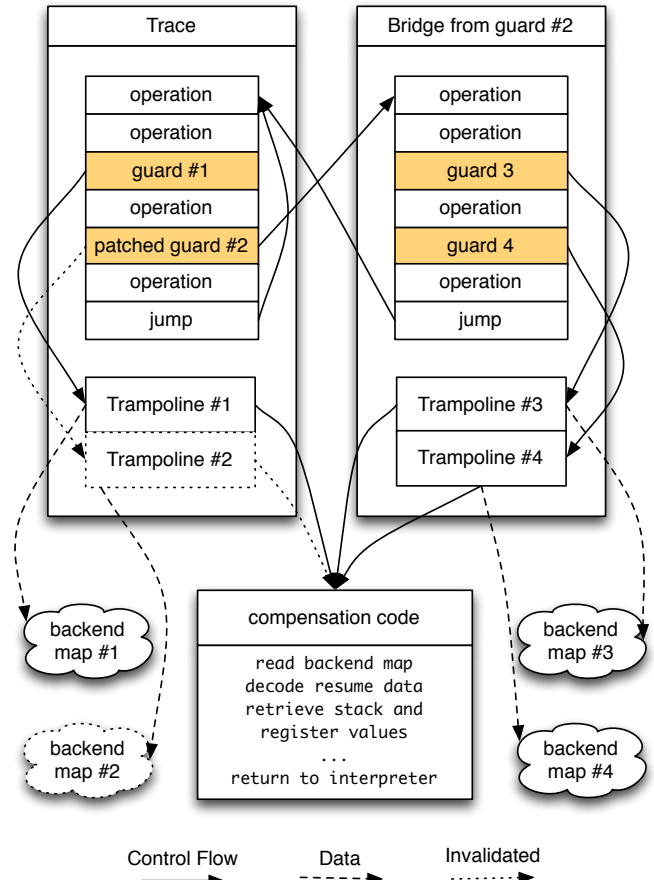 Trace
operation
operation
guard #1
operation
patched guard #2
operation
jump
Trampoline #1
Trampoline #2
Bridge from guard #2
operation
operation
guard 3
operation
guard 4
operation
jump
Trampoline #3
Trampoline #4
backend
map #1
backend
map #2
compensation code
read backend map
decode resume data
retrieve stack and
register values
...
return to interpreter
backend
map #3
backend
map #4
Control Flow
Data
Invalidated